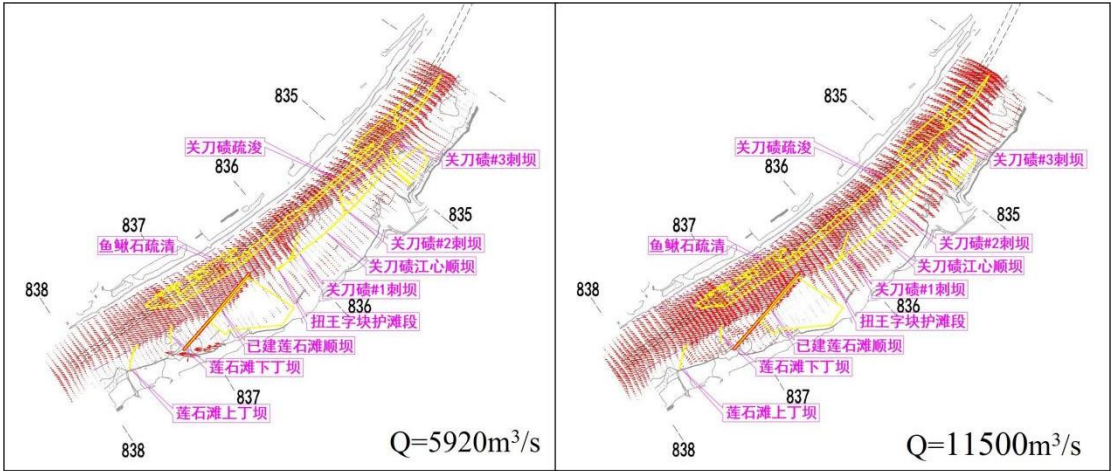 835
关刀碛疏浚
关刀碛#3刺坝
836
835
837
鱼鳅石疏清
关刀碛#2刺坝
关刀碛江心顺坝
838
关刀碛#1刺坝
836
扭王字块护滩段
已建莲石滩顺坝
莲石滩下丁坝
837
莲石滩上丁坝
838
Q=5920m³/s
835
关刀碛疏浚
关刀碛#3刺坝
836
835
837
鱼鳅石疏清
关刀碛#2刺坝
关刀碛江心顺坝
838
关刀碛#1刺坝
836
扭王字块护滩段
已建莲石滩顺坝
莲石滩下丁坝
837
莲石滩上丁坝
838
Q=11500m³/s